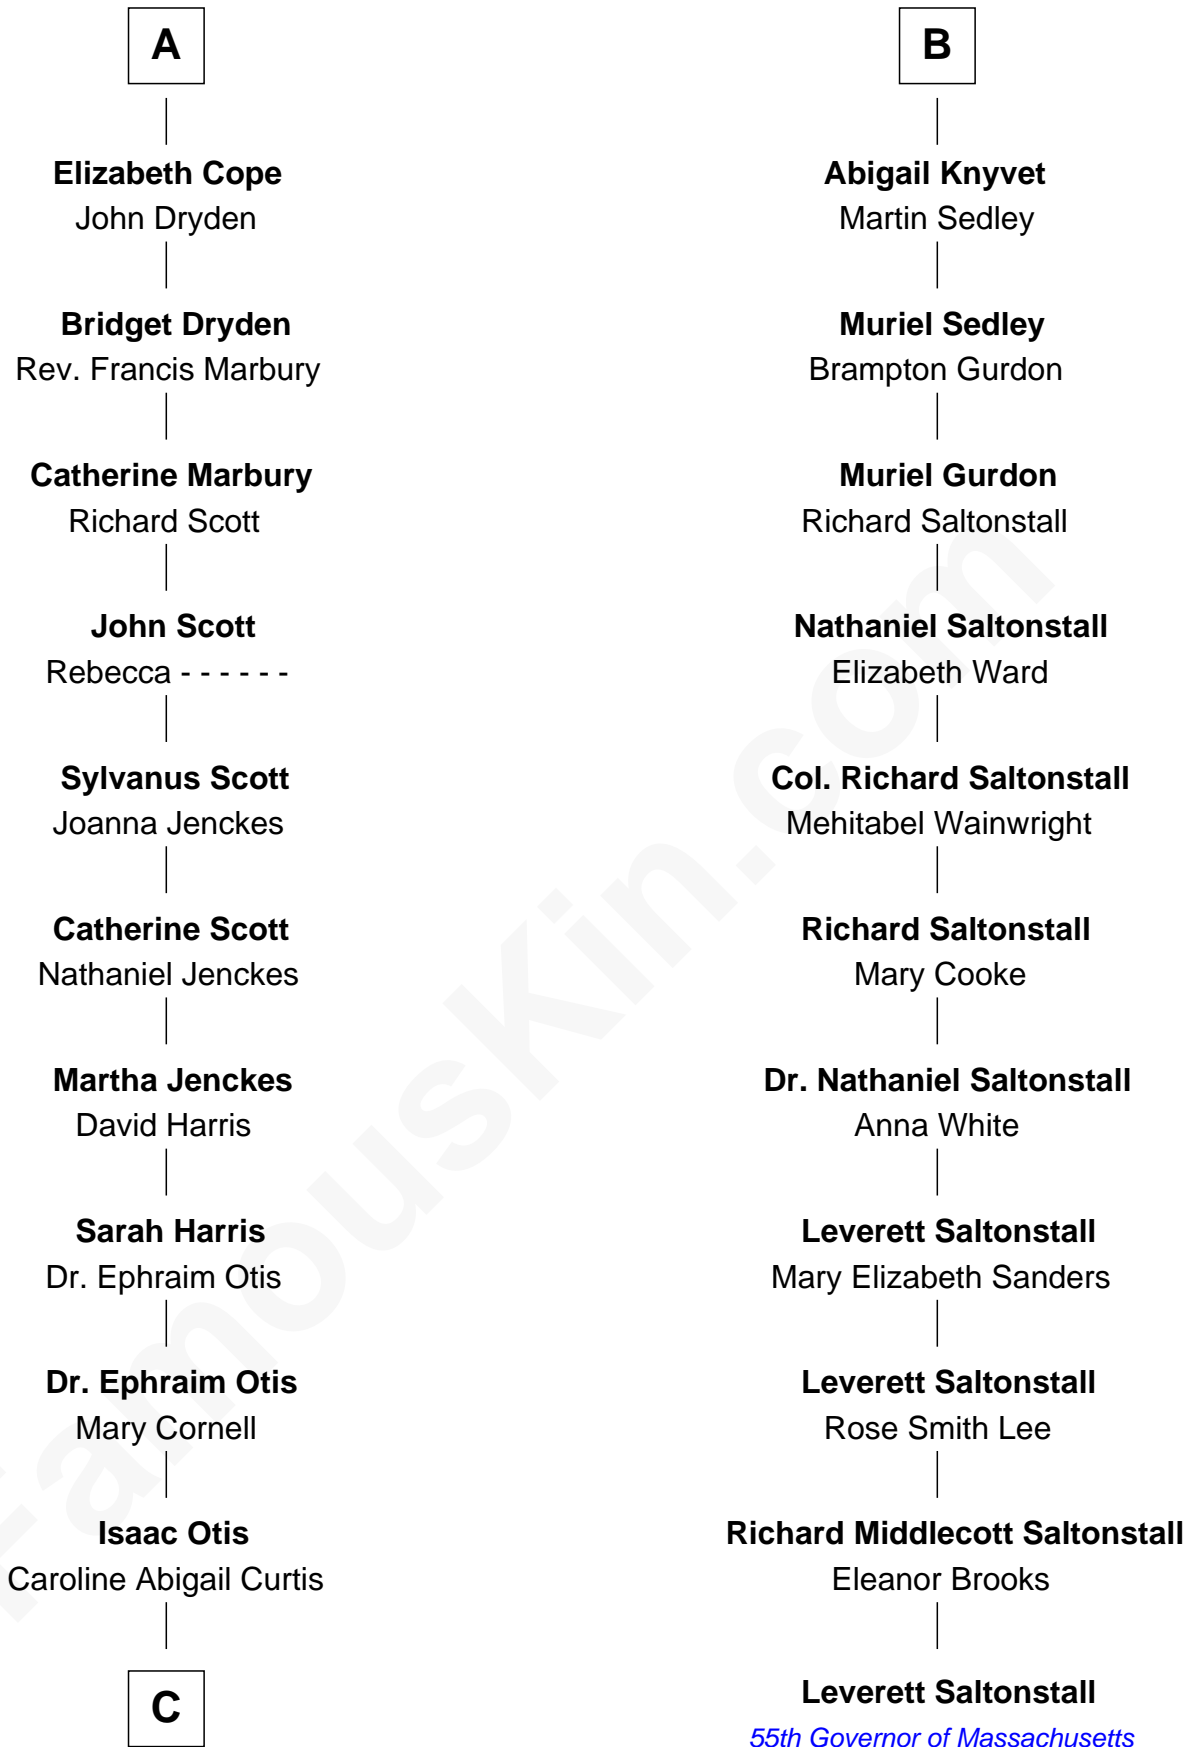 A
Elizabeth Cope
John Dryden
Bridget Dryden
Rev. Francis Marbury
Catherine Marbury
Richard Scott
John Scott
Rebecca - - - - - -
Sylvanus Scott
Joanna Jenckes
Catherine Scott
Nathaniel Jenckes
Martha Jenckes
David Harris
Sarah Harris
Dr. Ephraim Otis
Dr. Ephraim Otis
Mary Cornell
Isaac Otis
Caroline Abigail Curtis
C
B
Abigail Knyvet
Martin Sedley
Muriel Sedley
Brampton Gurdon
Muriel Gurdon
Richard Saltonstall
Nathaniel Saltonstall
Elizabeth Ward
Col. Richard Saltonstall
Mehitabel Wainwright
Richard Saltonstall
Mary Cooke
Dr. Nathaniel Saltonstall
Anna White
Leverett Saltonstall
Mary Elizabeth Sanders
Leverett Saltonstall
Rose Smith Lee
Richard Middlecott Saltonstall
Eleanor Brooks
Leverett Saltonstall
55th Governor of Massachusetts
FamousKin.com